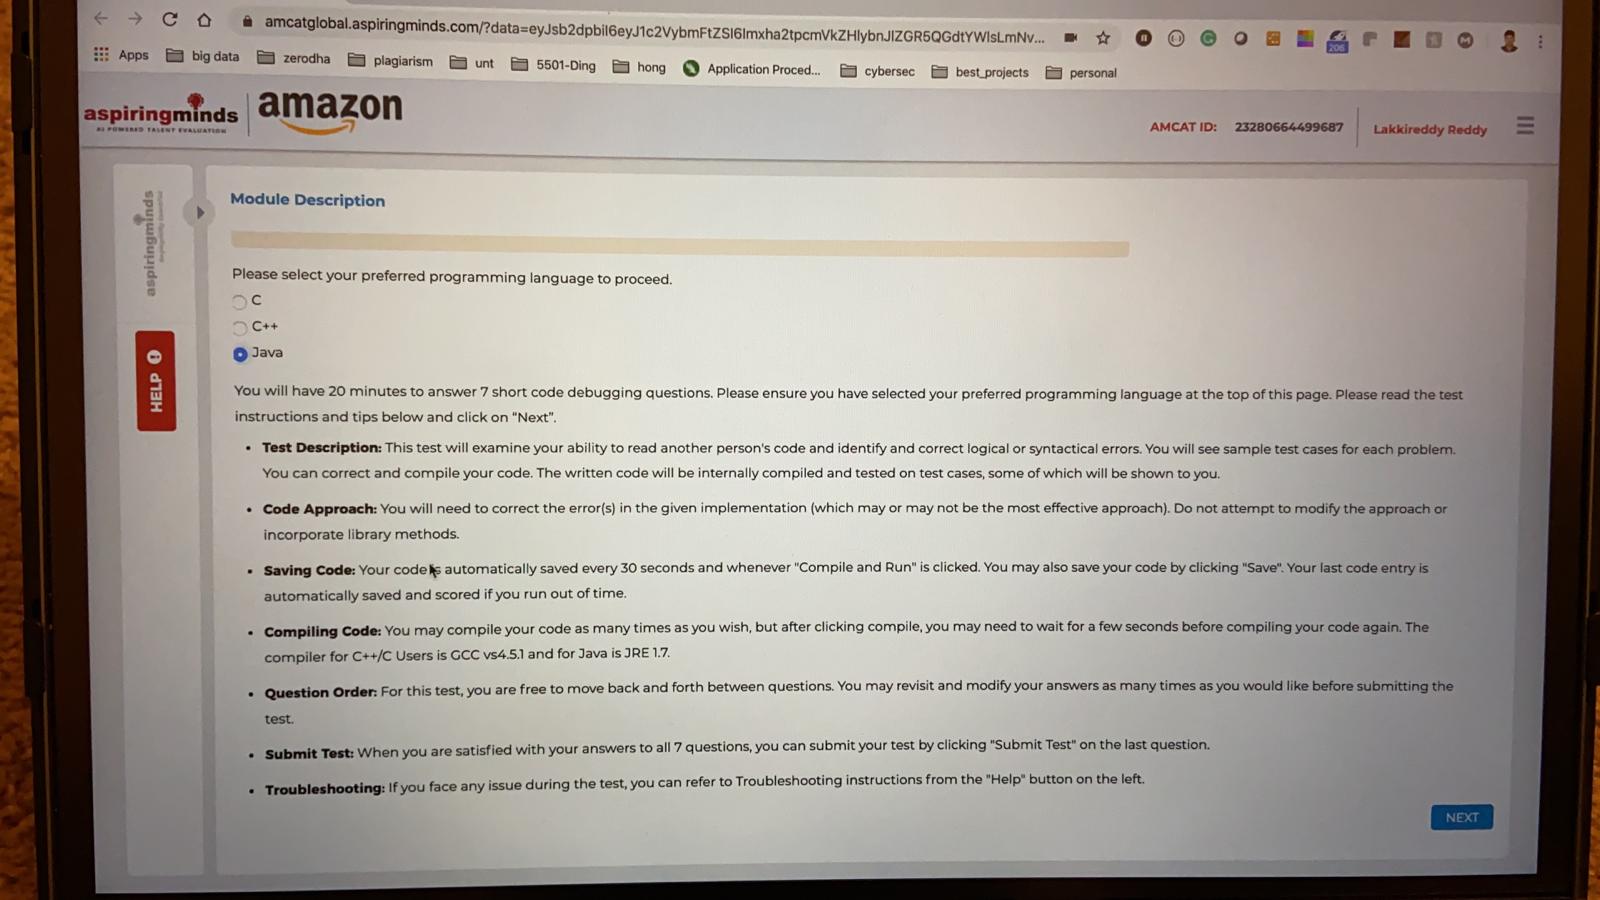 amcatglobal.aspiringminds.com/?data=
Apps big data zerodha plagiarism unt 5501-Ding hong Application Proced... cybersec best_projects personal
206
aspiringminds
AI POWERED TALENT EVALUATION
amazon
AMCAT ID: 23280664499687 Lakkireddy Reddy
aspiringminds
HELP
Module Description
Please select your preferred programming language to proceed.
C
C++
Java
You will have 20 minutes to answer 7 short code debugging questions. Please ensure you have selected your preferred programming language at the top of this page. Please read the test
instructions and tips below and click on "Next".
• Test Description: This test will examine your ability to read another person's code and identify and correct logical or syntactical errors. You will see sample test cases for each problem.
You can correct and compile your code. The written code will be internally compiled and tested on test cases, some of which will be shown to you.
• Code Approach: You will need to correct the error(s) in the given implementation (which may or may not be the most effective approach). Do not attempt to modify the approach or
incorporate library methods.
• Saving Code: Your code is automatically saved every 30 seconds and whenever "Compile and Run" is clicked. You may also save your code by clicking "Save". Your last code entry is
automatically saved and scored if you run out of time.
• Compiling Code: You may compile your code as many times as you wish, but after clicking compile, you may need to wait for a few seconds before compiling your code again. The
compiler for C++/C Users is GCC vs4.5.1 and for Java is JRE 1.7.
• Question Order: For this test, you are free to move back and forth between questions. You may revisit and modify your answers as many times as you would like before submitting the
test.
• Submit Test: When you are satisfied with your answers to all 7 questions, you can submit your test by clicking "Submit Test" on the last question.
• Troubleshooting: If you face any issue during the test, you can refer to Troubleshooting instructions from the "Help" button on the left.
NEXT